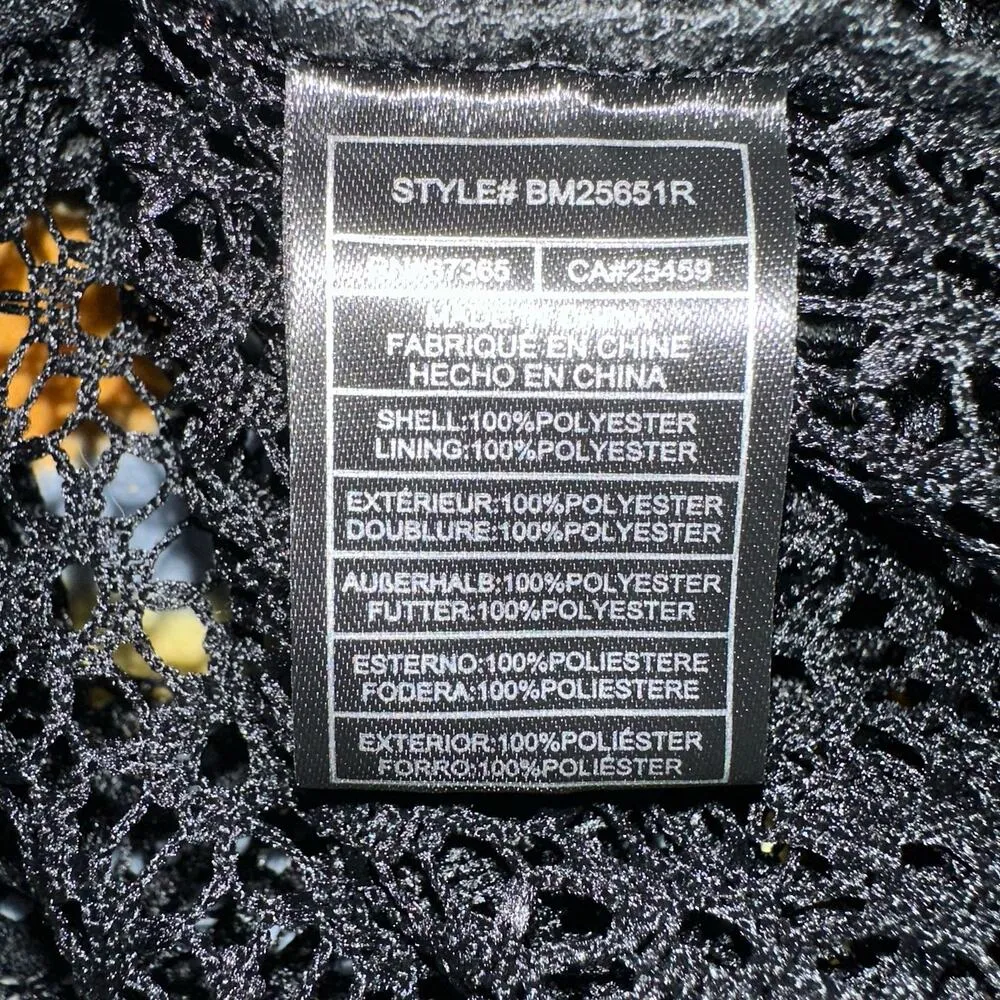 STYLE# BM25651R
CA#25459
FABRIQUÉ EN CHINE
HECHO EN CHINA
SHELL:100%POLYESTER
LINING:100%POLYESTER
EXTÉRIEUR:100%POLYESTER
DOUBLURE:100%POLYESTER
AUßERHALB:100%POLYESTER
FUTTER:100%POLYESTER
ESTERNO:100%POLIESTERE
FODERA:100%POLIESTERE
EXTERIOR:100%POLIÉSTER
FORRO:100%POLIÉSTER